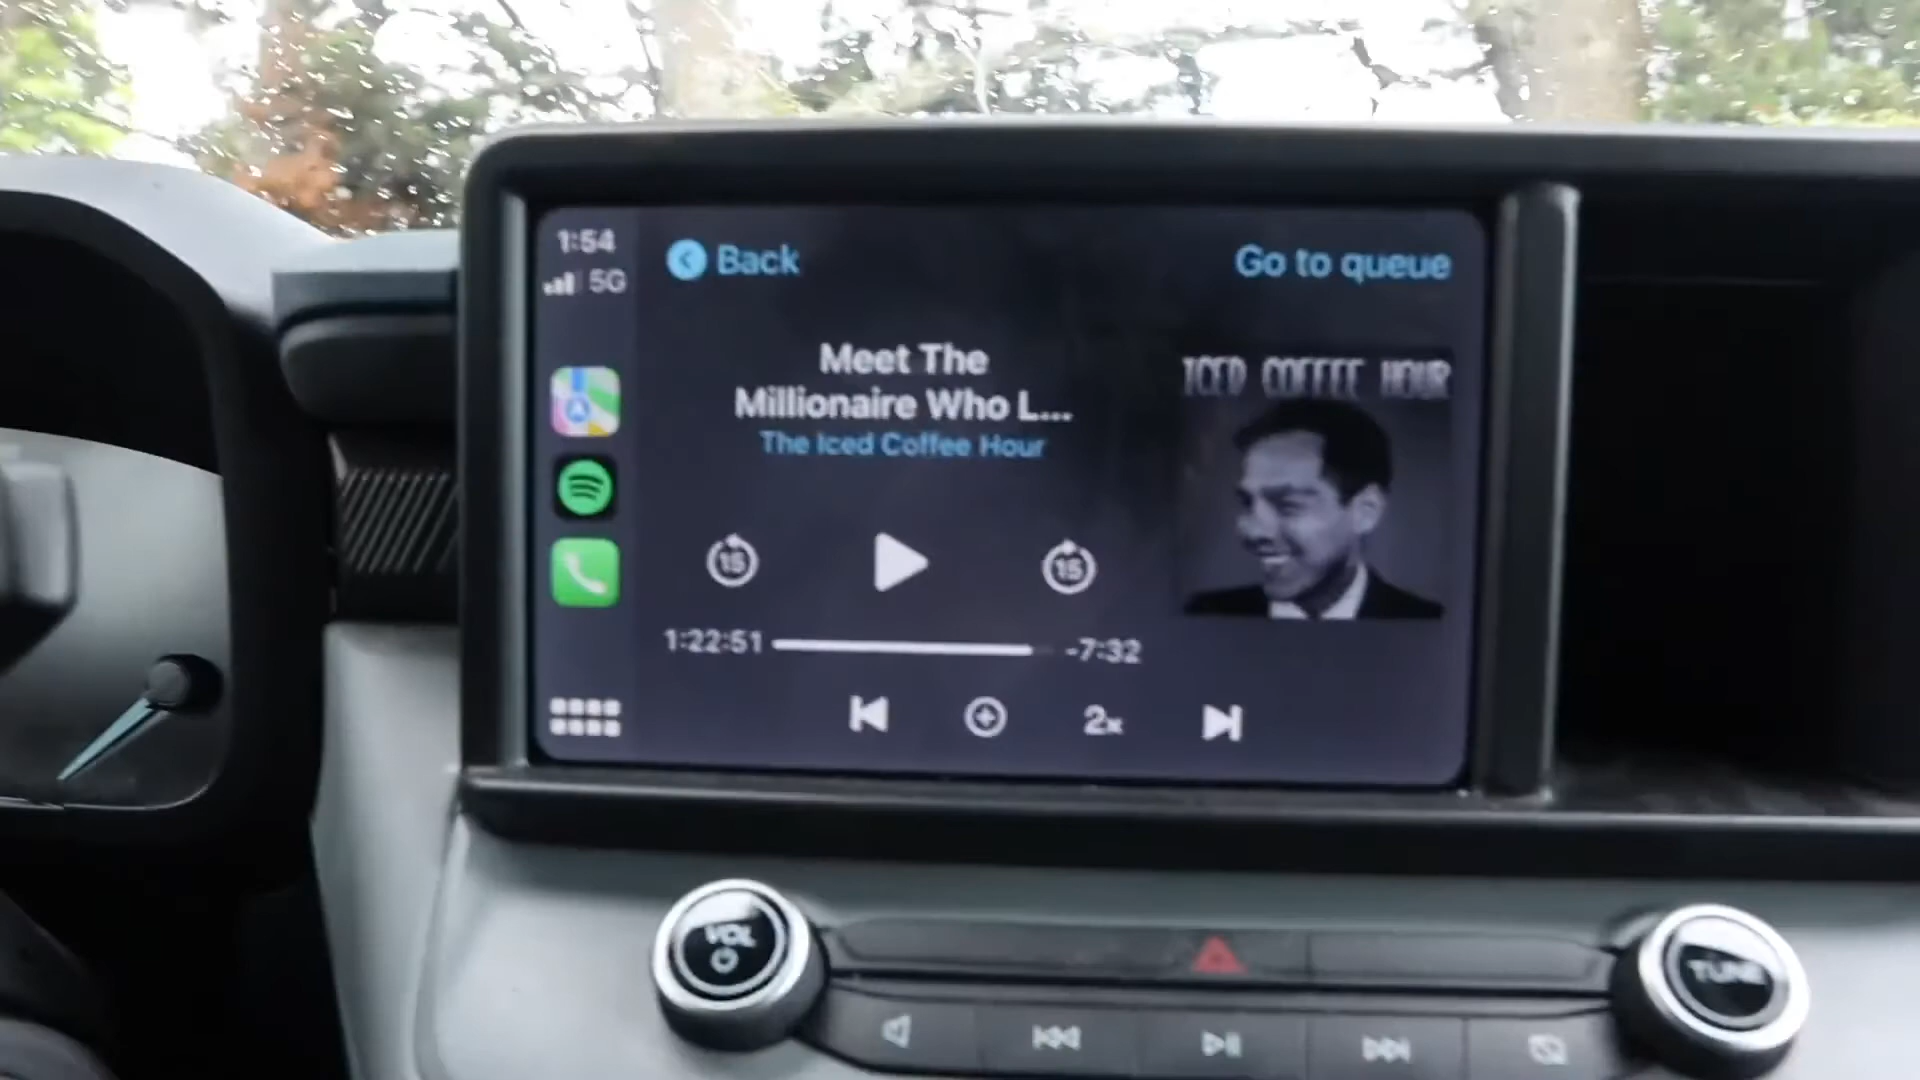 1:54
5G
Back
Go to queue
Meet The
Millionaire Who L...
The Iced Coffee Hour
ICED COFFEE HOUR
15
15
1:22:51
-7:32
2x
VOL
TUNE